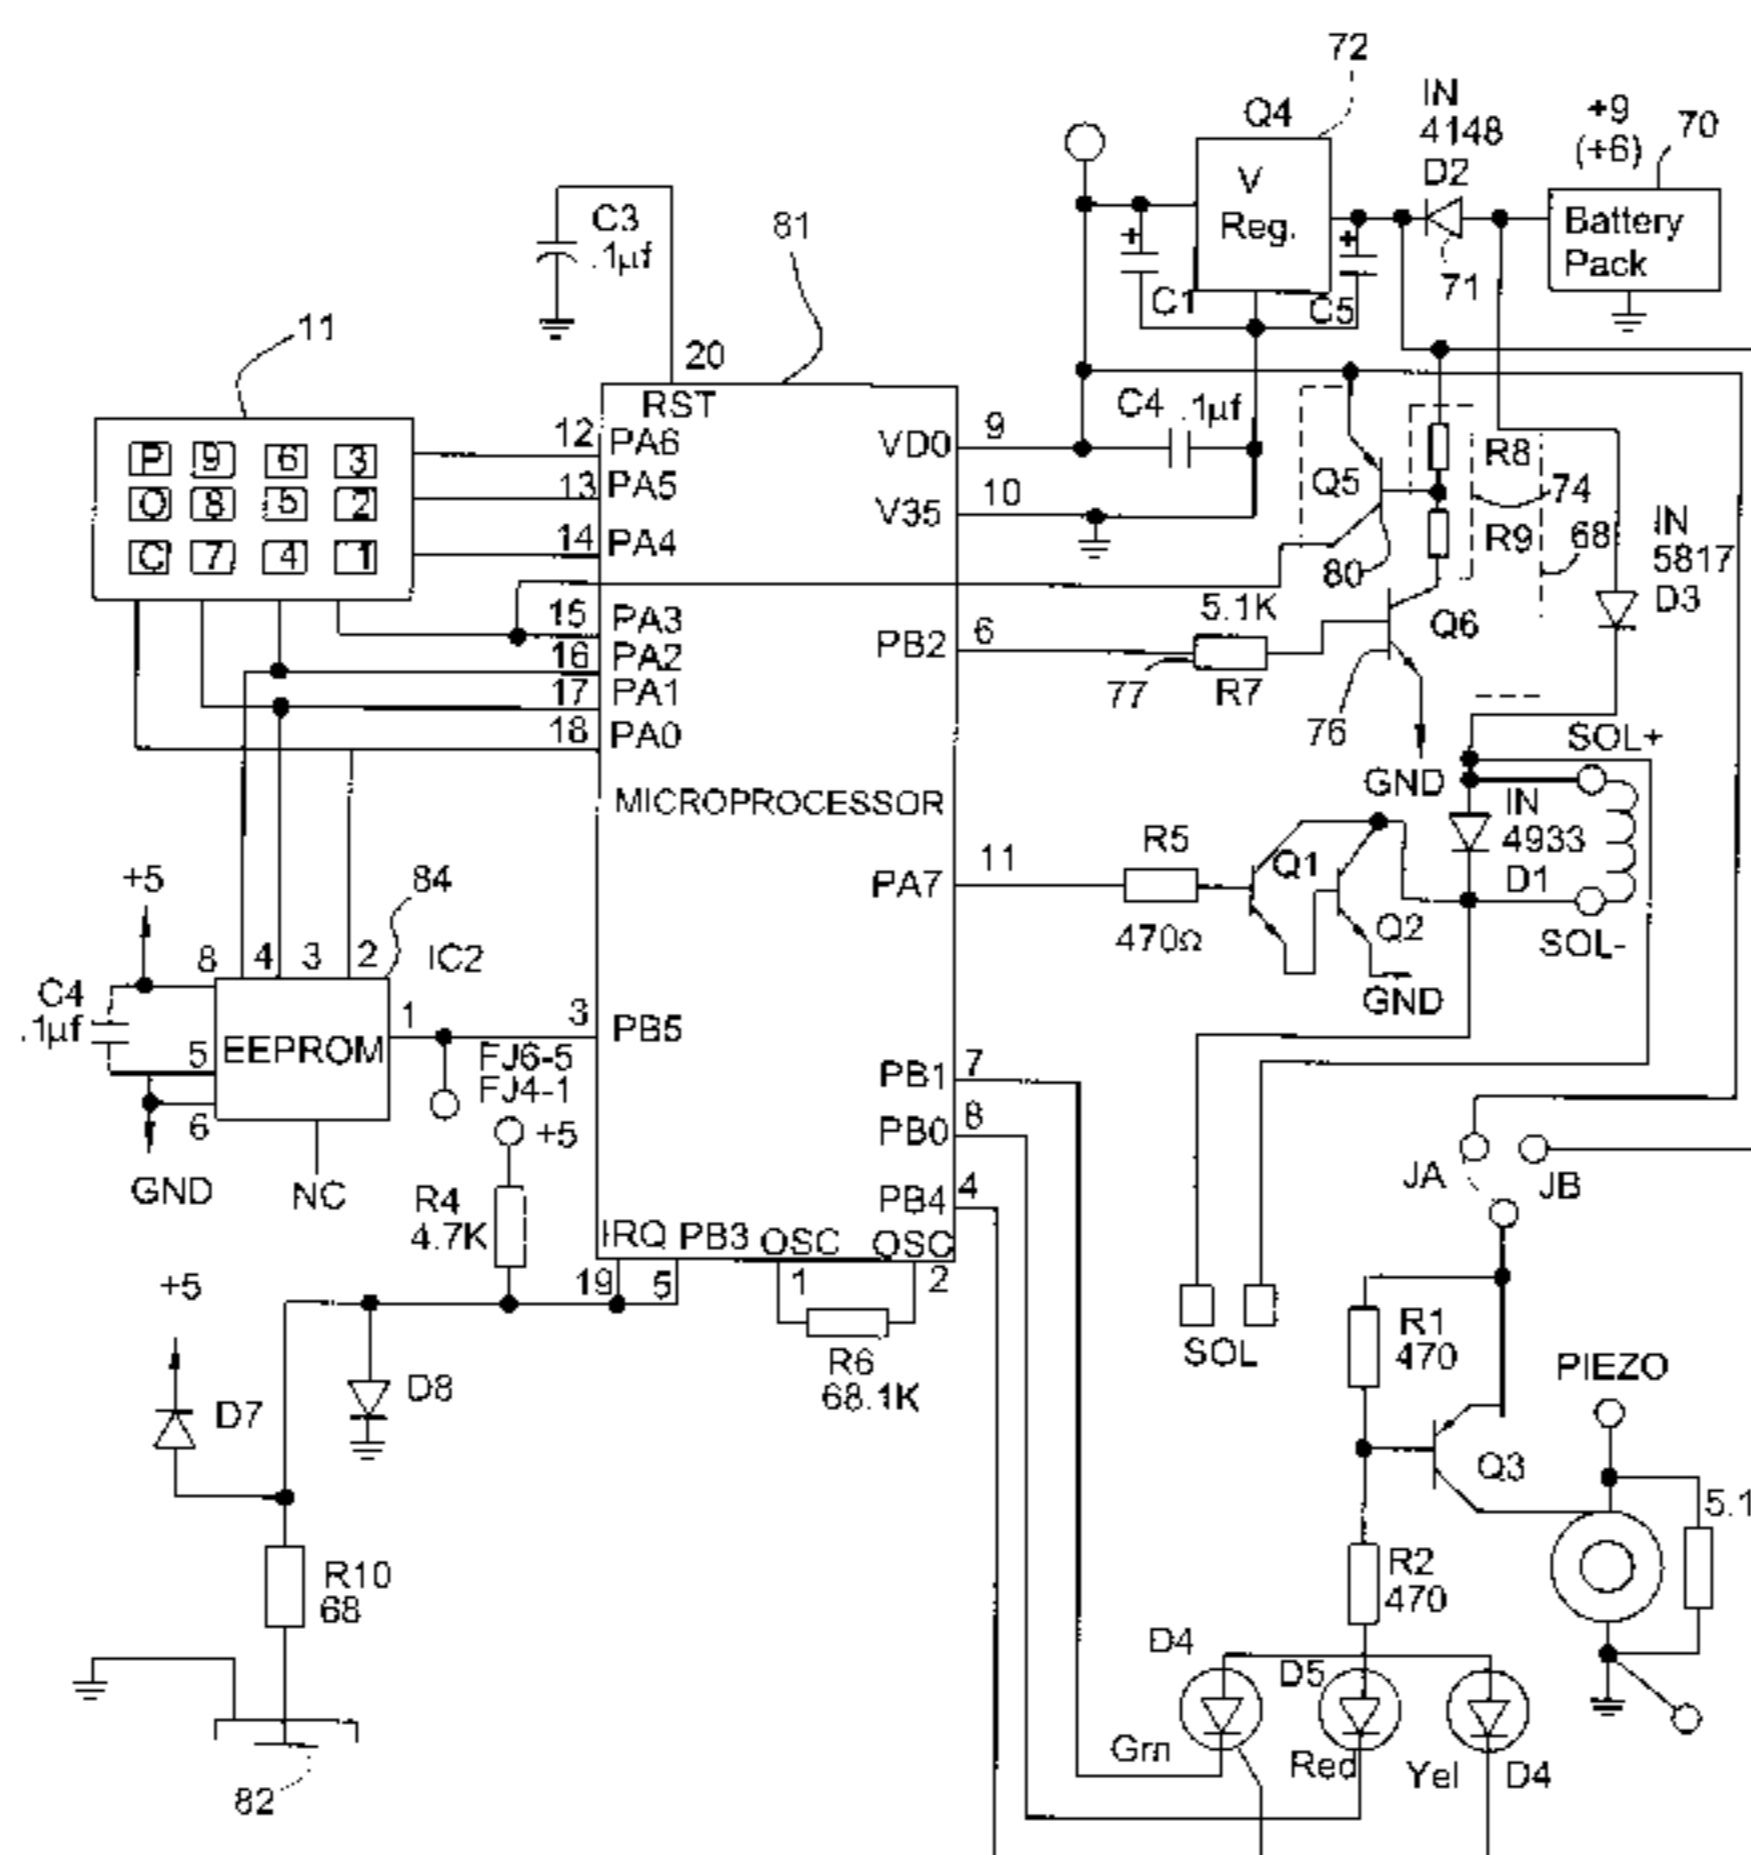 72
Q4
IN
4148
D2
+9
(+6)
70
V
Reg.
Battery
Pack
71
C1
C5
C3
.1µf
81
11
20
RST
P 9 6 3
O 8 5 2
C 7 4 1
12 PA6
13 PA5
14 PA4
15 PA3
16 PA2
17 PA1
18 PA0
VD0 9
V35 10
C4 .1µf
Q5
R8
74
R9
68
IN
5817
D3
80
5.1K
PB2 6
77
R7
Q6
76
GND
SOL+
MICROPROCESSOR
IN
4933
D1
SOL-
PA7 11
R5
470Ω
Q1
Q2
GND
+5
84
8 4 3 2
IC2
C4
.1µf
5
EEPROM
1
3 PB5
FJ6-5
FJ4-1
6
GND
NC
+5
R4
4.7K
PB1 7
PB0 8
PB4 4
IRQ PB3 OSC OSC
19 5 1 2
R6
68.1K
JA
JB
SOL
+5
D7
D8
R1
470
PIEZO
Q3
5.1
R10
68
R2
470
D4
D5
Grn
Red
Yel
D4
82